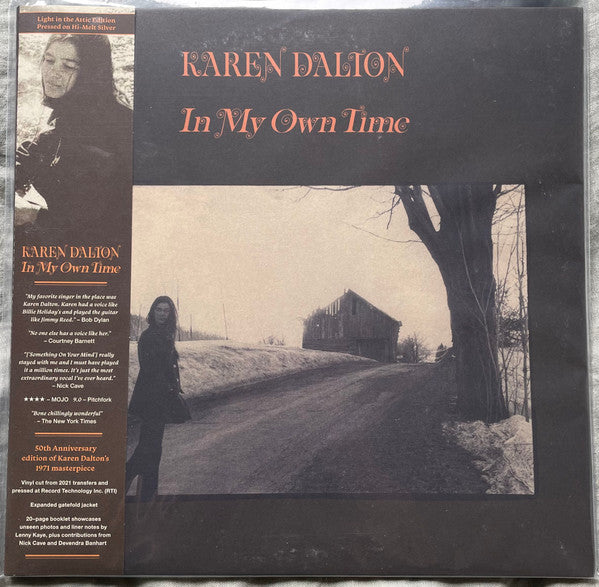 Light in the Attic Edition
Pressed on Hi-Melt Silver
KAREN DALTON
In My Own Time
KAREN DALTON
In My Own Time
"My favorite singer in the place was
Karen Dalton. Karen had a voice like
Billie Holiday's and played the guitar
like Jimmy Reed." – Bob Dylan
"No one else has a voice like her."
– Courtney Barnett
"['Something On Your Mind'] really
stayed with me and I must have played
it a million times. It's just the most
extraordinary vocal I've ever heard."
– Nick Cave
★★★★ – MOJO 9.0 – Pitchfork
"Bone chillingly wonderful"
– The New York Times
50th Anniversary
edition of Karen Dalton's
1971 masterpiece
Vinyl cut from 2021 transfers and
pressed at Record Technology Inc. (RTI)
Expanded gatefold jacket
20-page booklet showcases
unseen photos and liner notes by
Lenny Kaye, plus contributions from
Nick Cave and Devendra Banhart